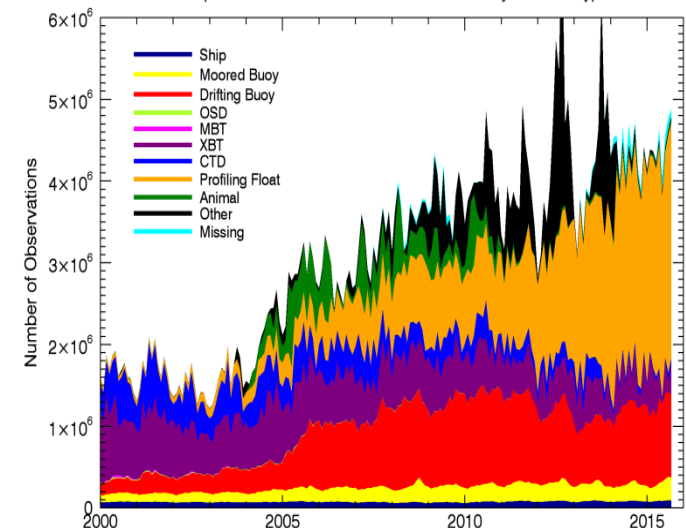 6×10⁶
5×10⁶
4×10⁶
3×10⁶
2×10⁶
1×10⁶
0
Number of Observations
Ship
Moored Buoy
Drifting Buoy
OSD
MBT
XBT
CTD
Profiling Float
Animal
Other
Missing
2000
2005
2010
2015